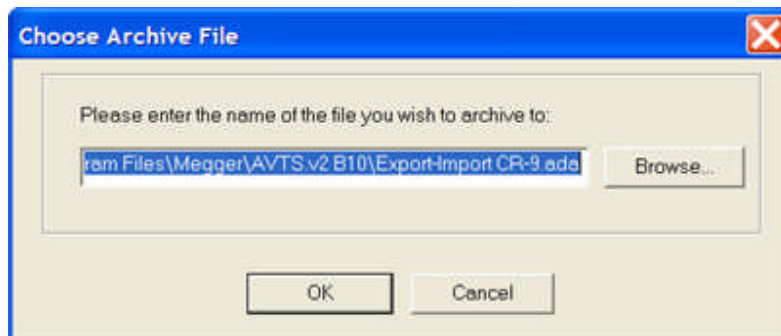 Choose Archive File
Please enter the name of the file you wish to archive to:
ram Files\Megger\AVTS.v2 B10\Export-Import CR-9.ada
Browse...
OK
Cancel